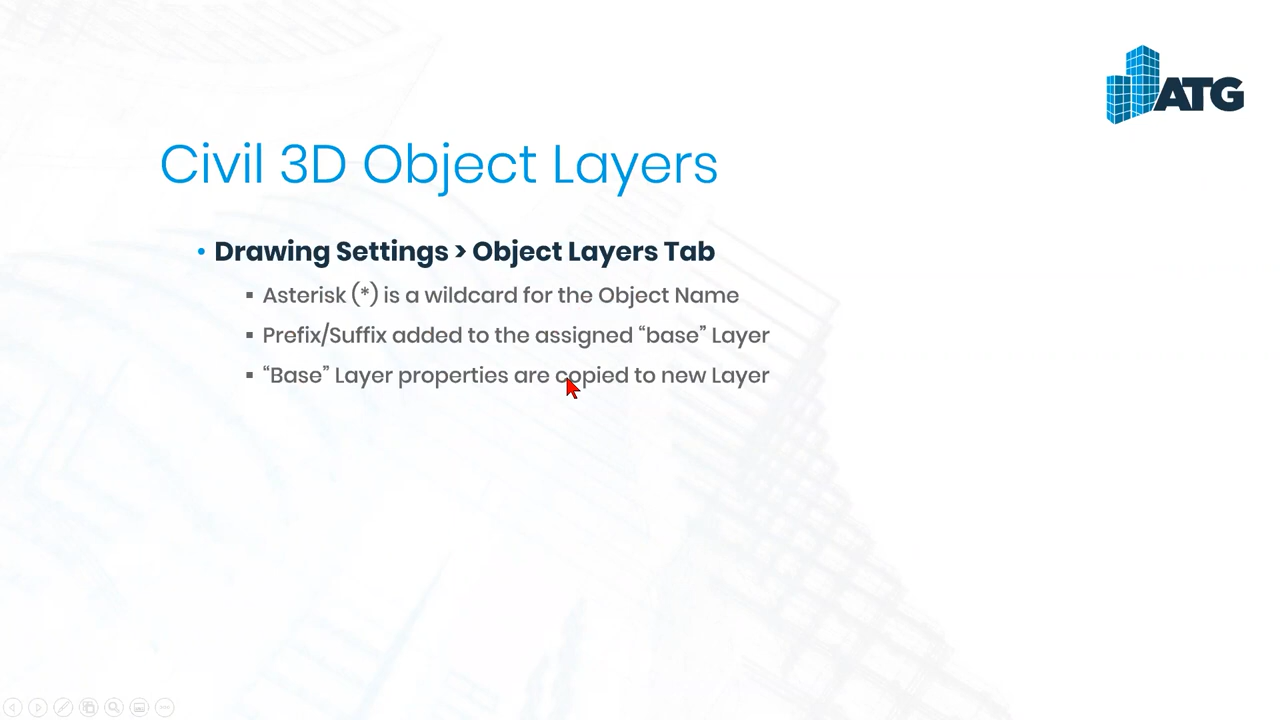 ATG
Civil 3D Object Layers
• Drawing Settings > Object Layers Tab
▪ Asterisk (*) is a wildcard for the Object Name
▪ Prefix/Suffix added to the assigned “base” Layer
▪ “Base” Layer properties are copied to new Layer